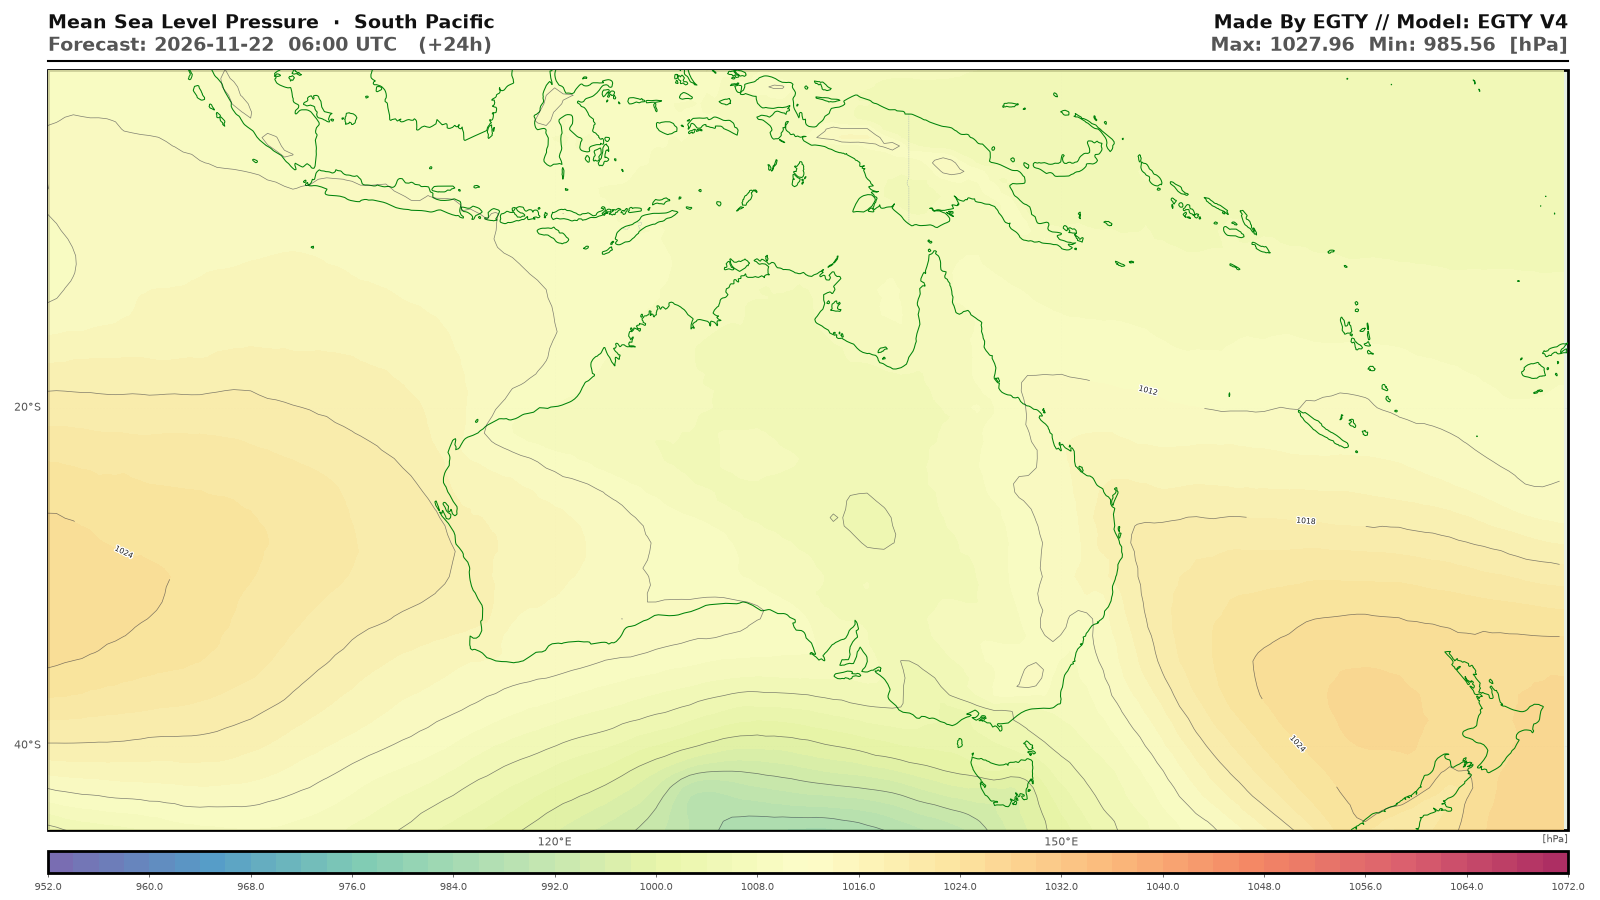 Mean Sea Level Pressure · South Pacific
Made By EGTY // Model: EGTY V4
Forecast: 2026-11-22 06:00 UTC (+24h)
Max: 1027.96 Min: 985.56 [hPa]
1012
20°S
1018
1024
1024
40°S
120°E
150°E
[hPa]
952.0
960.0
968.0
976.0
984.0
992.0
1000.0
1008.0
1016.0
1024.0
1032.0
1040.0
1048.0
1056.0
1064.0
1072.0